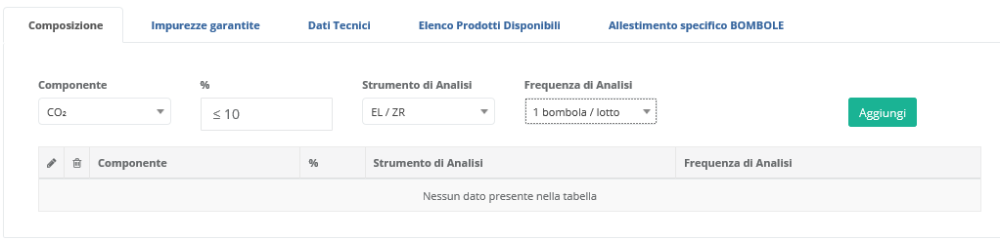 Composizione Impurezze garantite Dati Tecnici Elenco Prodotti Disponibili Allestimento specifico BOMBOLE
Componente % Strumento di Analisi Frequenza di Analisi
CO₂ ≤ 10 EL / ZR 1 bombola / lotto Aggiungi
Componente % Strumento di Analisi Frequenza di Analisi
Nessun dato presente nella tabella